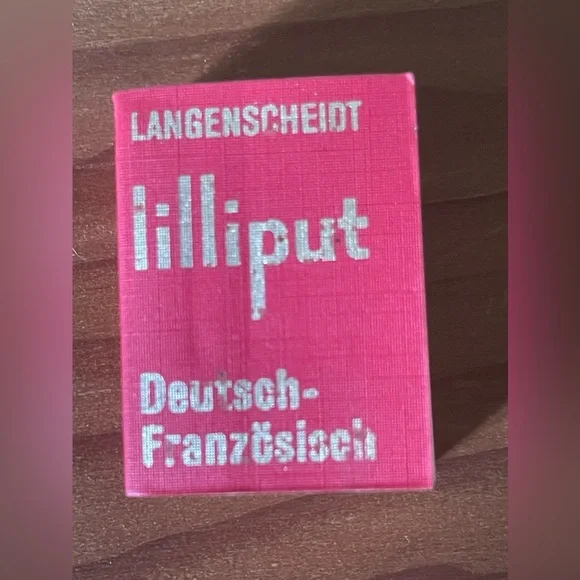 LANGENSCHEIDT
lilliput
Deutsch-
Französisch